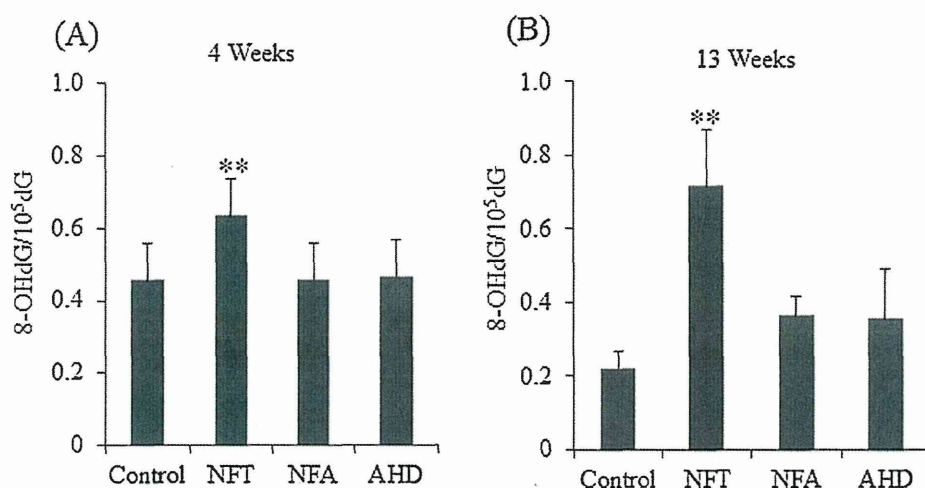 (A)
4 Weeks
8-OHdG/10⁵dG
1.0
0.8
0.6
0.4
0.2
0
**
Control NFT NFA AHD
(B)
13 Weeks
8-OHdG/10⁵dG
1.0
0.8
0.6
0.4
0.2
0
**
Control NFT NFA AHD